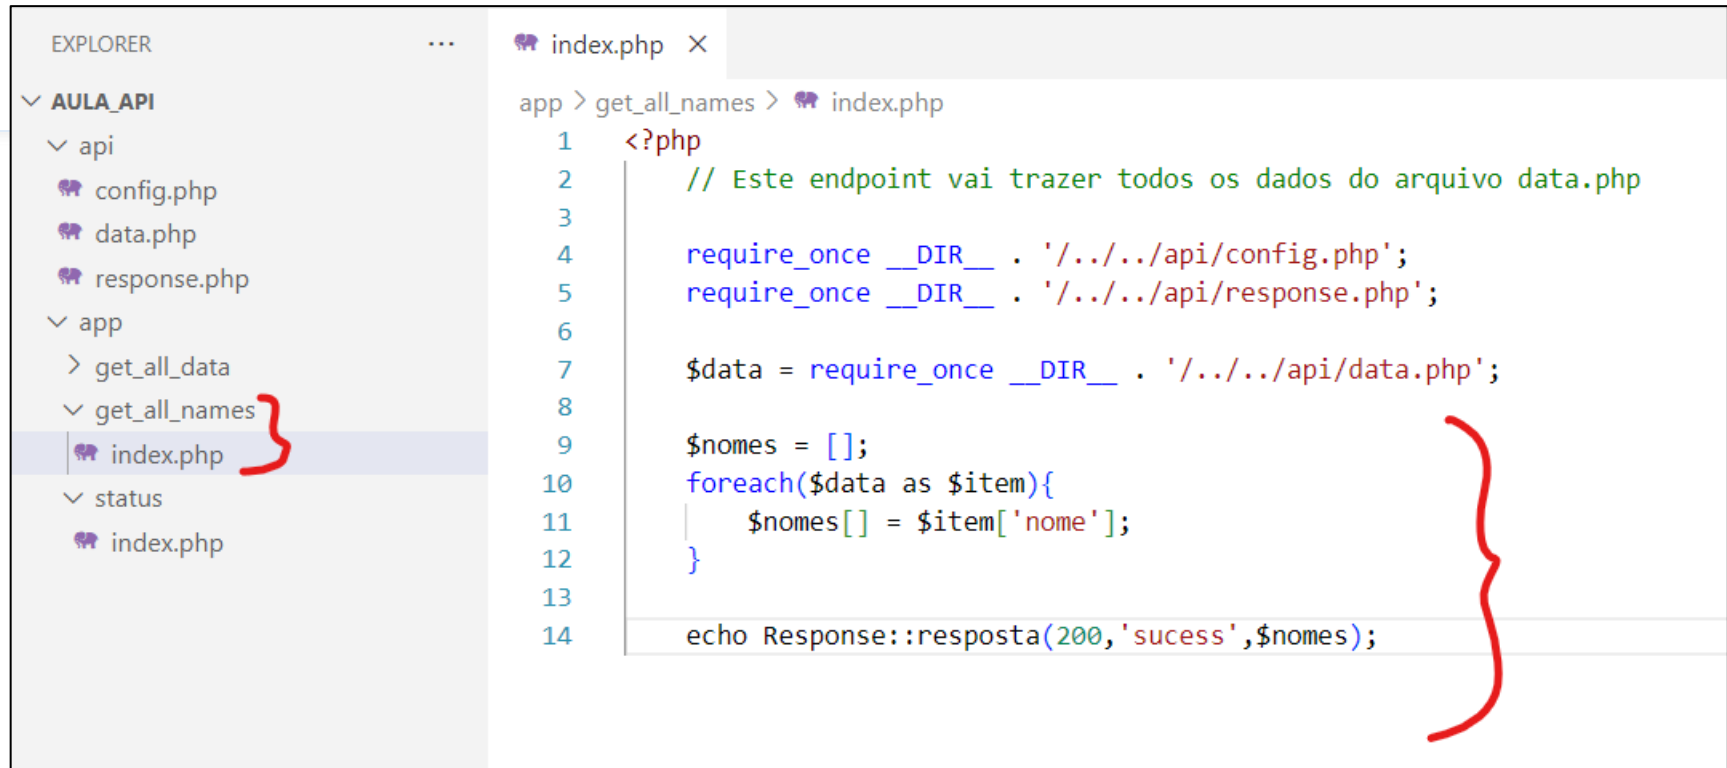 EXPLORER ...
AULA_API
api
config.php
data.php
response.php
app
get_all_data
get_all_names
index.php
status
index.php
index.php ×
app > get_all_names > index.php
1 <?php
2 // Este endpoint vai trazer todos os dados do arquivo data.php
3
4 require_once __DIR__ . '/../../api/config.php';
5 require_once __DIR__ . '/../../api/response.php';
6
7 $data = require_once __DIR__ . '/../../api/data.php';
8
9 $nomes = [];
10 foreach($data as $item){
11 $nomes[] = $item['nome'];
12 }
13
14 echo Response::resposta(200,'sucess',$nomes);